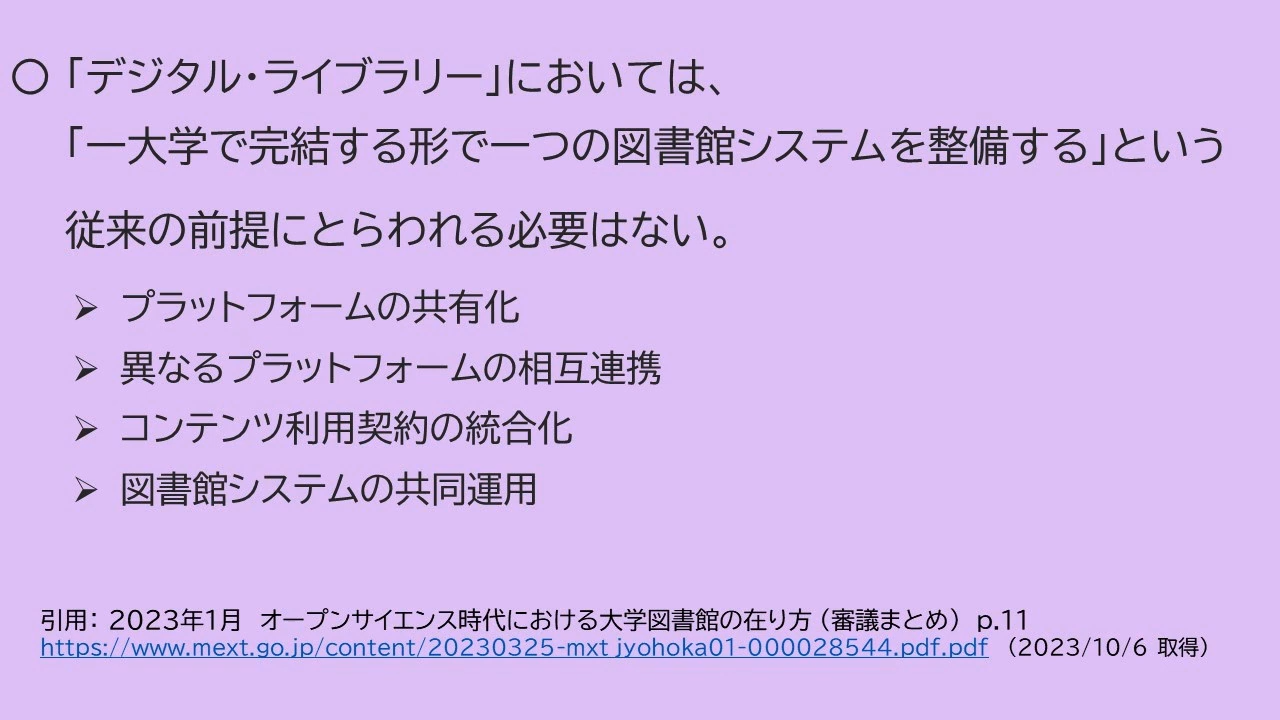 〇 「デジタル・ライブラリー」においては、
「一大学で完結する形で一つの図書館システムを整備する」という
従来の前提にとらわれる必要はない。
➢ プラットフォームの共有化
➢ 異なるプラットフォームの相互連携
➢ コンテンツ利用契約の統合化
➢ 図書館システムの共同運用
引用： 2023年1月　オープンサイエンス時代における大学図書館の在り方（審議まとめ） p.11
https://www.mext.go.jp/content/20230325-mxt_jyohoka01-000028544.pdf.pdf （2023/10/6 取得）